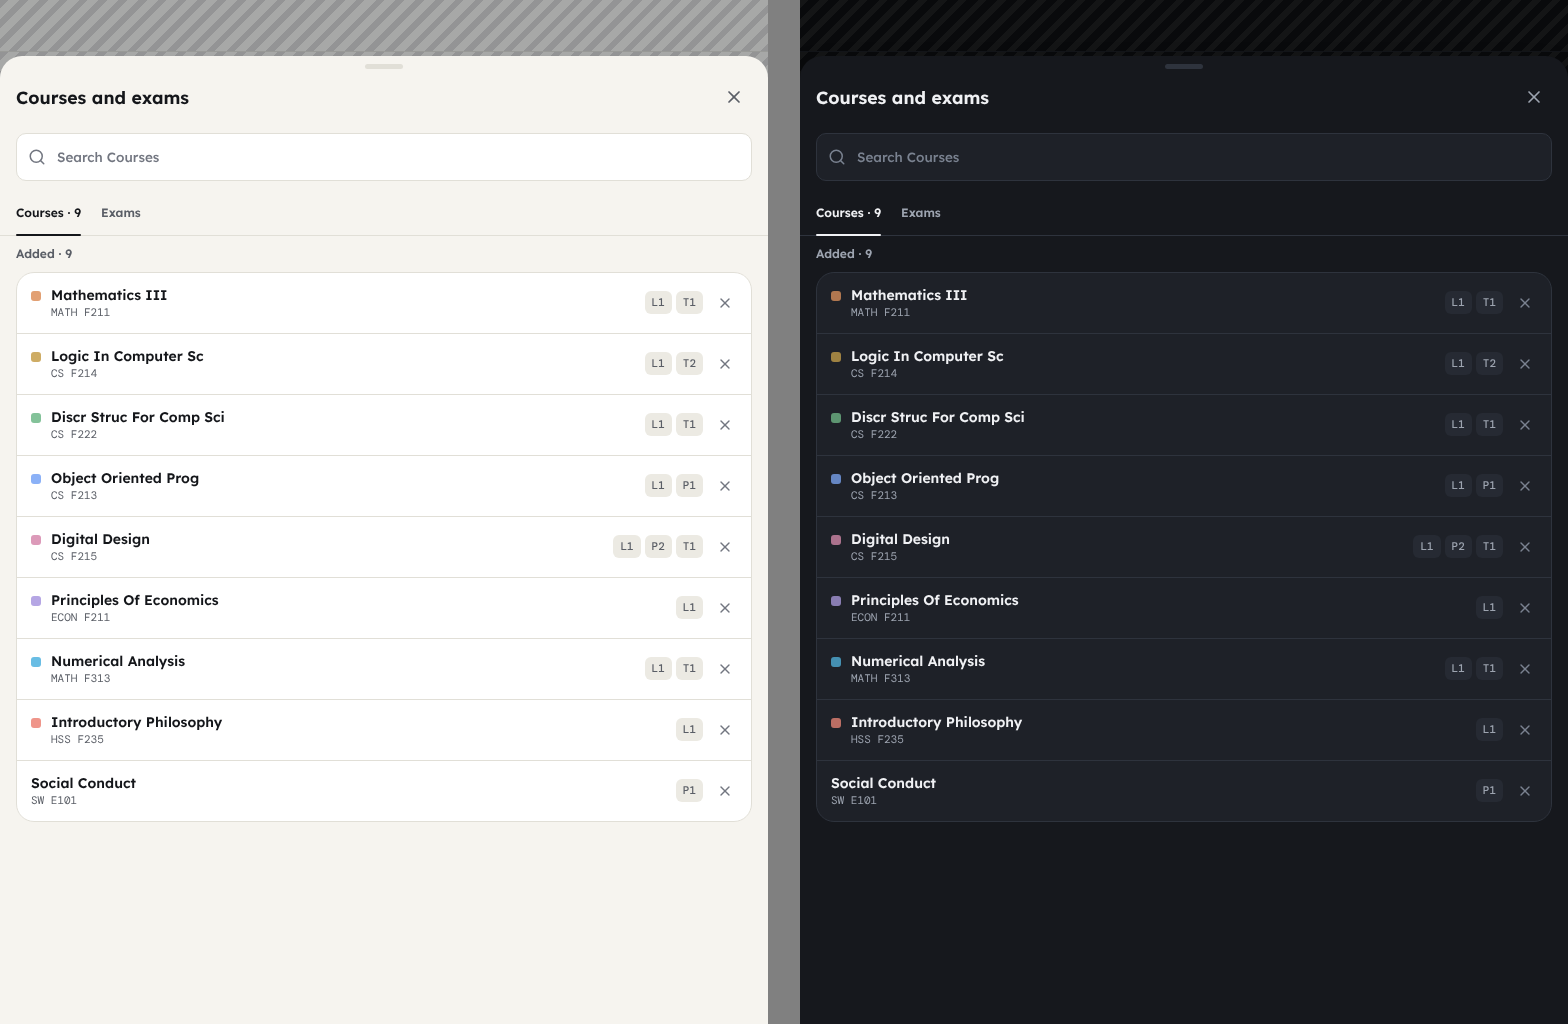 Courses and exams
Search Courses
Courses · 9 Exams
Added · 9
Mathematics III
MATH F211
L1 T1
Logic In Computer Sc
CS F214
L1 T2
Discr Struc For Comp Sci
CS F222
L1 T1
Object Oriented Prog
CS F213
L1 P1
Digital Design
CS F215
L1 P2 T1
Principles Of Economics
ECON F211
L1
Numerical Analysis
MATH F313
L1 T1
Introductory Philosophy
HSS F235
L1
Social Conduct
SW E101
P1
Courses and exams
Search Courses
Courses · 9 Exams
Added · 9
Mathematics III
MATH F211
L1 T1
Logic In Computer Sc
CS F214
L1 T2
Discr Struc For Comp Sci
CS F222
L1 T1
Object Oriented Prog
CS F213
L1 P1
Digital Design
CS F215
L1 P2 T1
Principles Of Economics
ECON F211
L1
Numerical Analysis
MATH F313
L1 T1
Introductory Philosophy
HSS F235
L1
Social Conduct
SW E101
P1